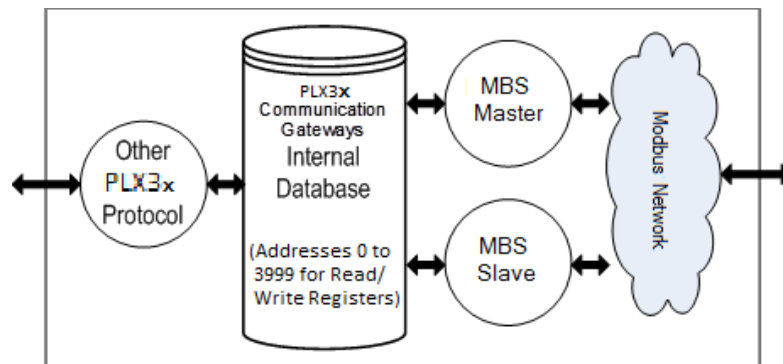 Other
PLX3x
Protocol
PLX3x
Communication
Gateways
Internal
Database
(Addresses 0 to
3999 for Read/
Write Registers)
MBS
Master
MBS
Slave
Modbus Network